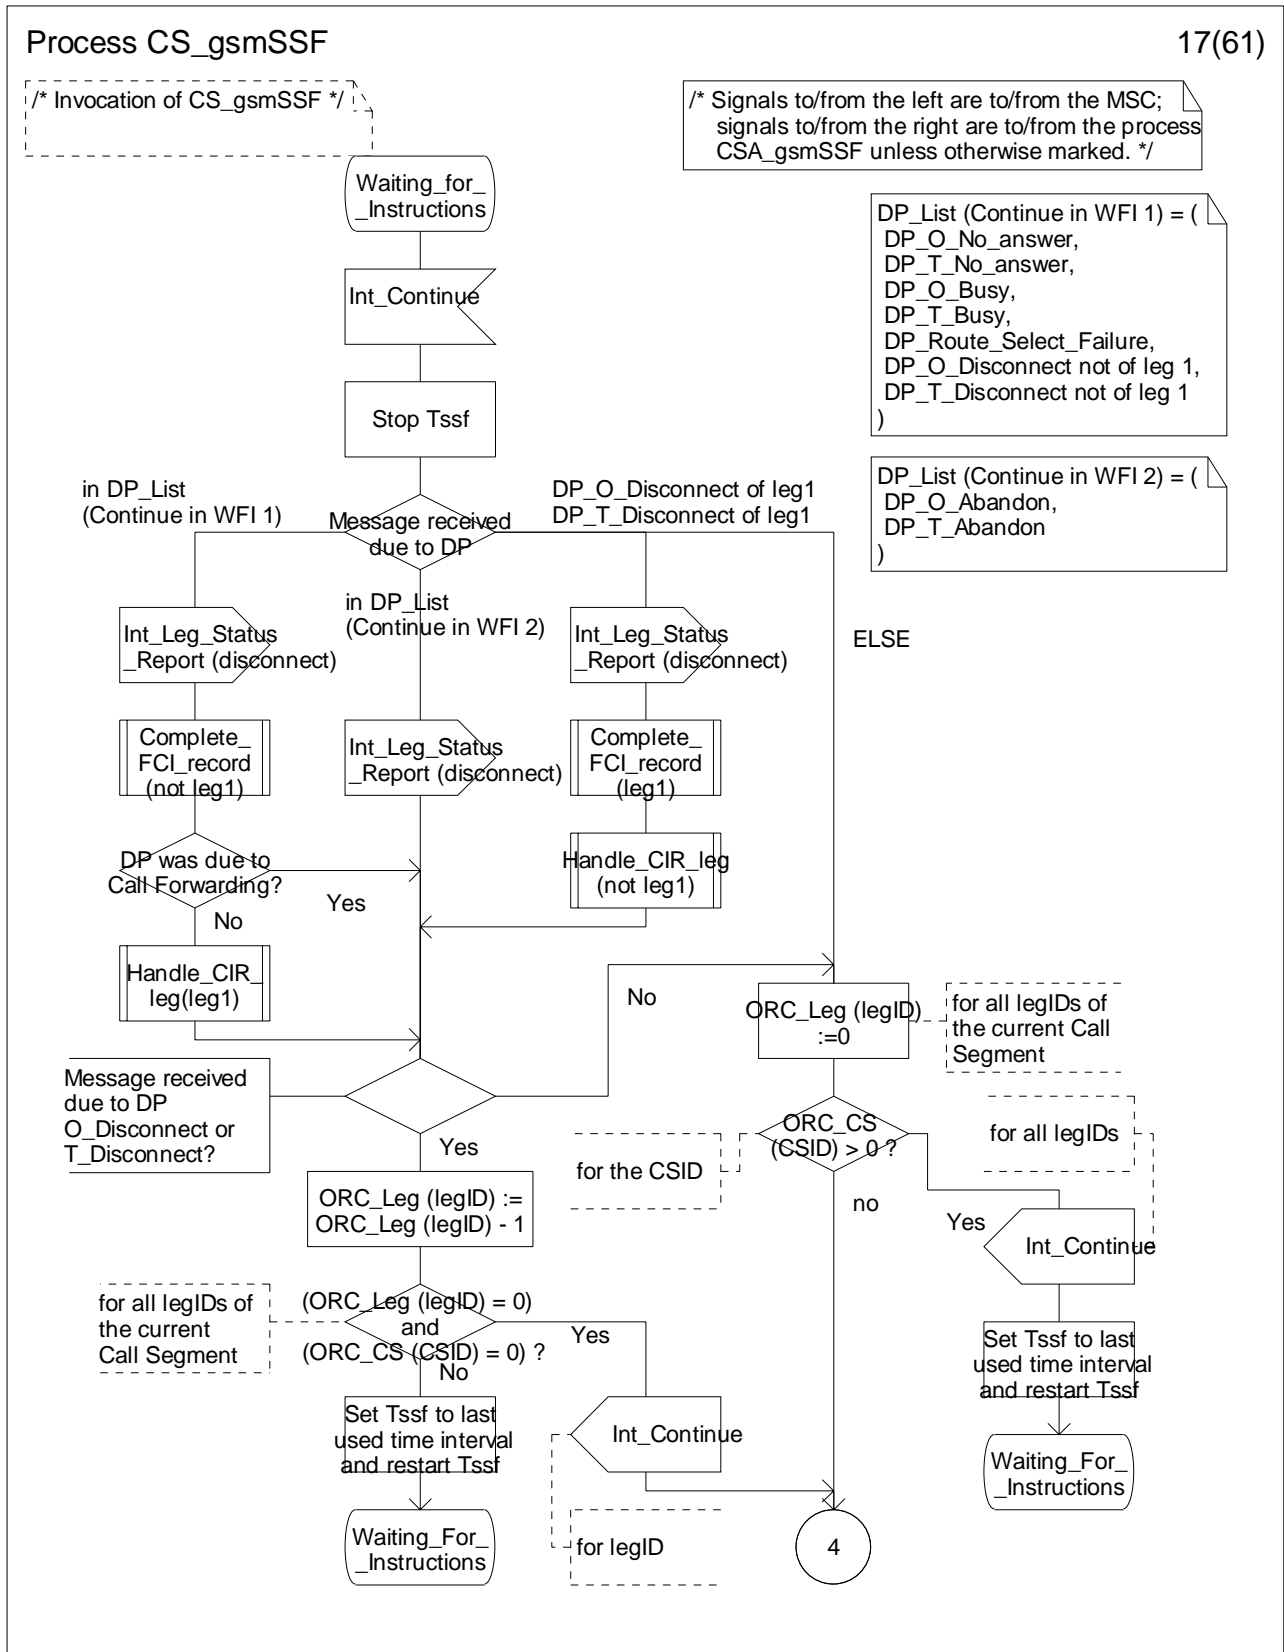 Process CS_gsmSSF
17(61)
/* Invocation of CS_gsmSSF */
/* Signals to/from the left are to/from the MSC;
signals to/from the right are to/from the process
CSA_gsmSSF unless otherwise marked. */
Waiting_for_
_Instructions
DP_List (Continue in WFI 1) = (
DP_O_No_answer,
DP_T_No_answer,
DP_O_Busy,
DP_T_Busy,
DP_Route_Select_Failure,
DP_O_Disconnect not of leg 1,
DP_T_Disconnect not of leg 1
)
Int_Continue
Stop Tssf
DP_List (Continue in WFI 2) = (
DP_O_Abandon,
DP_T_Abandon
)
in DP_List
(Continue in WFI 1)
Message received
due to DP
DP_O_Disconnect of leg1
DP_T_Disconnect of leg1
in DP_List
(Continue in WFI 2)
ELSE
Int_Leg_Status
_Report (disconnect)
Int_Leg_Status
_Report (disconnect)
Complete_
FCI_record
(not leg1)
Int_Leg_Status
_Report (disconnect)
Complete_
FCI_record
(leg1)
DP was due to
Call Forwarding?
Yes
No
Handle_CIR_leg
(not leg1)
Handle_CIR_
leg(leg1)
No
ORC_Leg (legID)
:=0
for all legIDs of
the current Call
Segment
Message received
due to DP
O_Disconnect or
T_Disconnect?
Yes
for the CSID
ORC_CS
(CSID) > 0 ?
for all legIDs
no
Yes
Int_Continue
ORC_Leg (legID) :=
ORC_Leg (legID) - 1
for all legIDs of
the current
Call Segment
(ORC_Leg (legID) = 0)
and
(ORC_CS (CSID) = 0) ?
Yes
No
Set Tssf to last
used time interval
and restart Tssf
Set Tssf to last
used time interval
and restart Tssf
Int_Continue
Waiting_For_
_Instructions
Waiting_For_
_Instructions
for legID
4